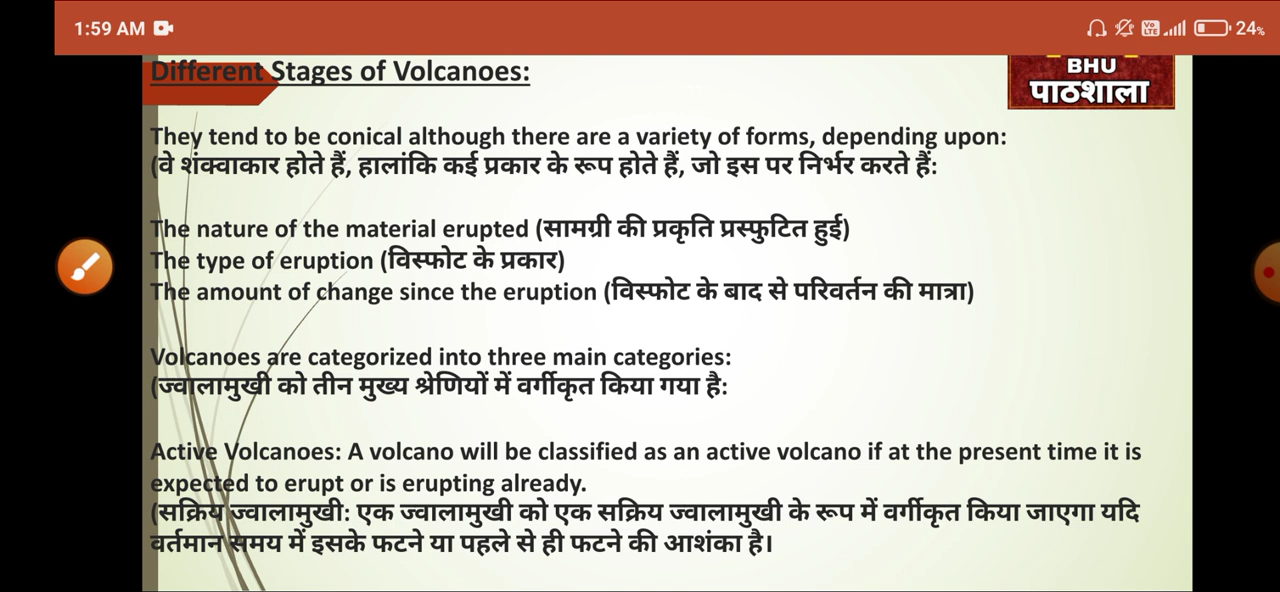 1:59 AM
Vo LTE 24%
BHU
पाठशाला
Different Stages of Volcanoes:
They tend to be conical although there are a variety of forms, depending upon:
(वे शंक्वाकार होते हैं, हालांकि कई प्रकार के रूप होते हैं, जो इस पर निर्भर करते हैं:
The nature of the material erupted (सामग्री की प्रकृति प्रस्फुटित हुई)
The type of eruption (विस्फोट के प्रकार)
The amount of change since the eruption (विस्फोट के बाद से परिवर्तन की मात्रा)
Volcanoes are categorized into three main categories:
(ज्वालामुखी को तीन मुख्य श्रेणियों में वर्गीकृत किया गया है:
Active Volcanoes: A volcano will be classified as an active volcano if at the present time it is
expected to erupt or is erupting already.
(सक्रिय ज्वालामुखी: एक ज्वालामुखी को एक सक्रिय ज्वालामुखी के रूप में वर्गीकृत किया जाएगा यदि
वर्तमान समय में इसके फटने या पहले से ही फटने की आशंका है।